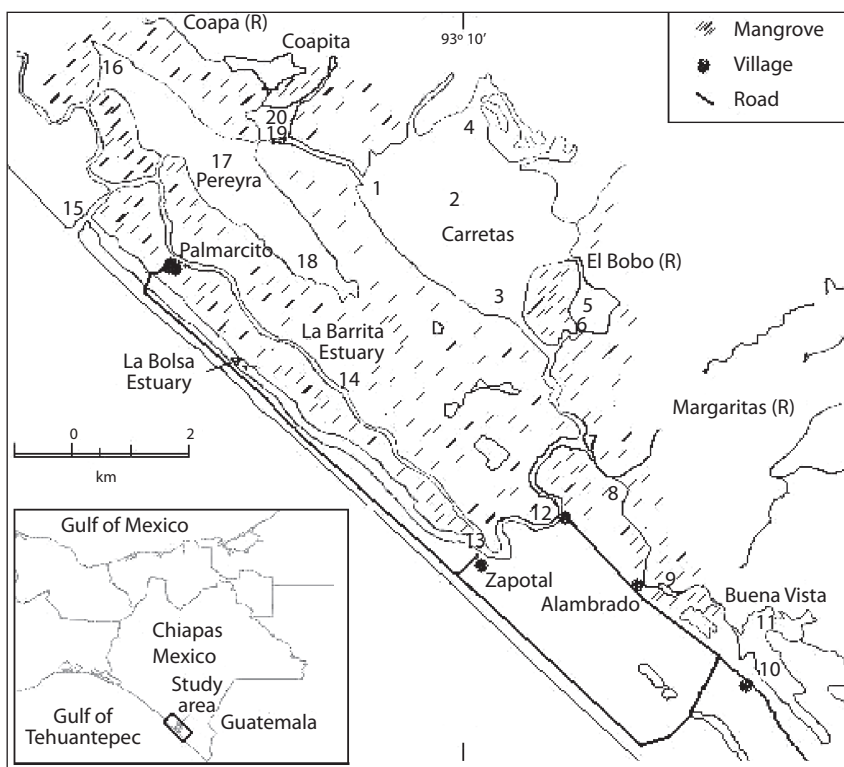 Coapa (R)
93° 10'
Mangrove
Village
Road
Coapita
16
20
19
4
17
Pereyra
1
2
Carretas
15
Palmarcito
18
El Bobo (R)
3
5
6
La Barrita
Estuary
La Bolsa
Estuary
14
Margaritas (R)
0
2
km
8
12
13
Zapotal
Alambrado
9
Buena Vista
11
10
Gulf of Mexico
Chiapas
Mexico
Study
area
Gulf of
Tehuantepec
Guatemala